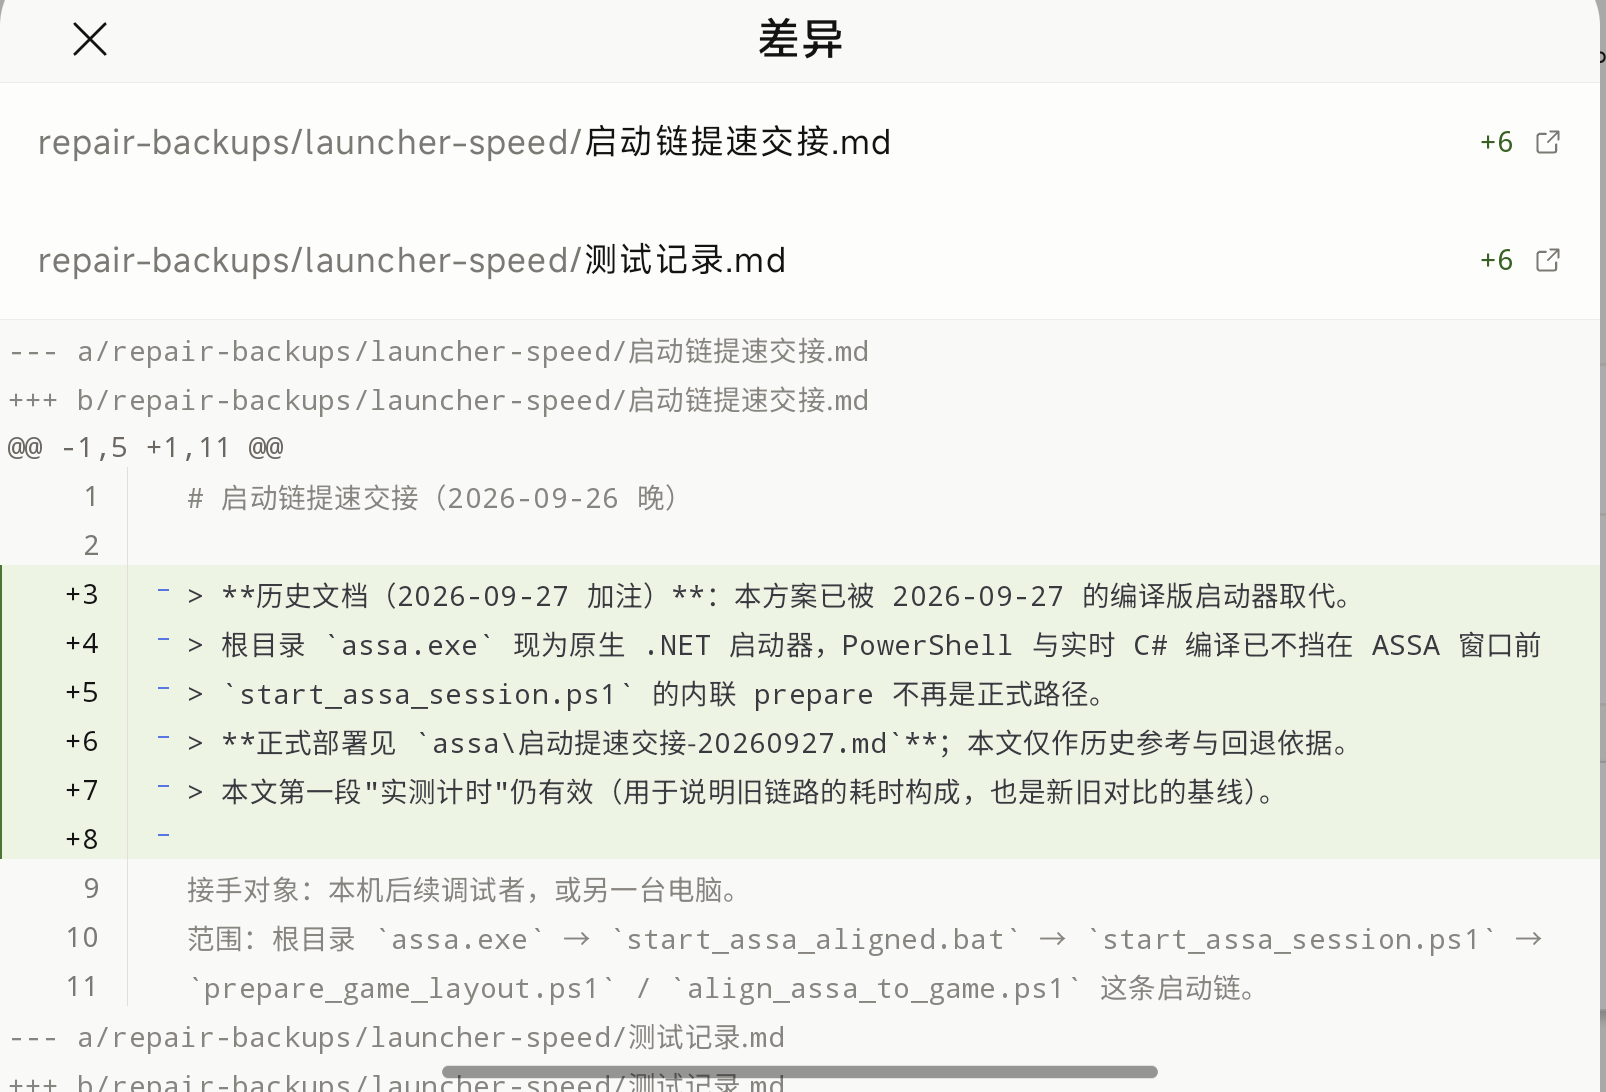 差异
repair-backups/launcher-speed/启动链提速交接.md +6
repair-backups/launcher-speed/测试记录.md +6
--- a/repair-backups/launcher-speed/启动链提速交接.md
+++ b/repair-backups/launcher-speed/启动链提速交接.md
@@ -1,5 +1,11 @@
1 # 启动链提速交接（2026-09-26 晚）
2
+3 > **历史文档（2026-09-27 加注）**：本方案已被 2026-09-27 的编译版启动器取代。
+4 > 根目录 `assa.exe` 现为原生 .NET 启动器，PowerShell 与实时 C# 编译已不挡在 ASSA 窗口前
+5 > `start_assa_session.ps1` 的内联 prepare 不再是正式路径。
+6 > **正式部署见 `assa\启动提速交接-20260927.md`**；本文仅作历史参考与回退依据。
+7 > 本文第一段"实测计时"仍有效（用于说明旧链路的耗时构成，也是新旧对比的基线）。
+8
9 接手对象：本机后续调试者，或另一台电脑。
10 范围：根目录 `assa.exe` → `start_assa_aligned.bat` → `start_assa_session.ps1` →
11 `prepare_game_layout.ps1` / `align_assa_to_game.ps1` 这条启动链。
--- a/repair-backups/launcher-speed/测试记录.md
+++ b/repair-backups/launcher-speed/测试记录.md